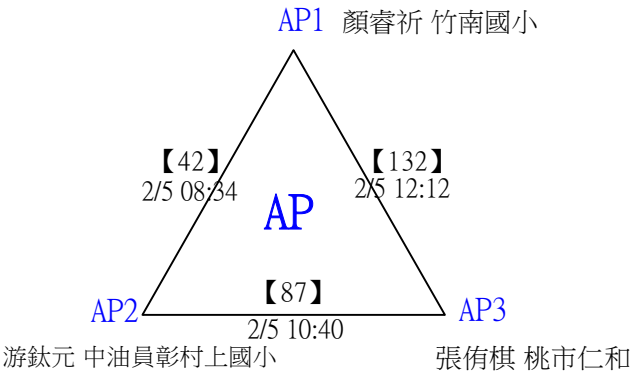 AP1 顏睿祈 竹南國小
【42】
2/5 08:34
【132】
2/5 12:12
AP
【87】
2/5 10:40
AP2
AP3
游鈦元 中油員彰村上國小
張侑棋 桃市仁和